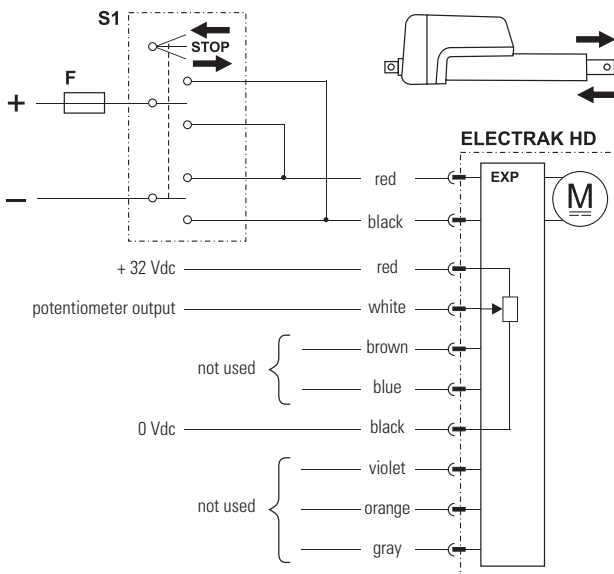 S1
STOP
F
+
–
ELECTRAK HD
EXP
M
red
black
+ 32 Vdc
red
potentiometer output
white
not used
brown
blue
0 Vdc
black
not used
violet
orange
gray